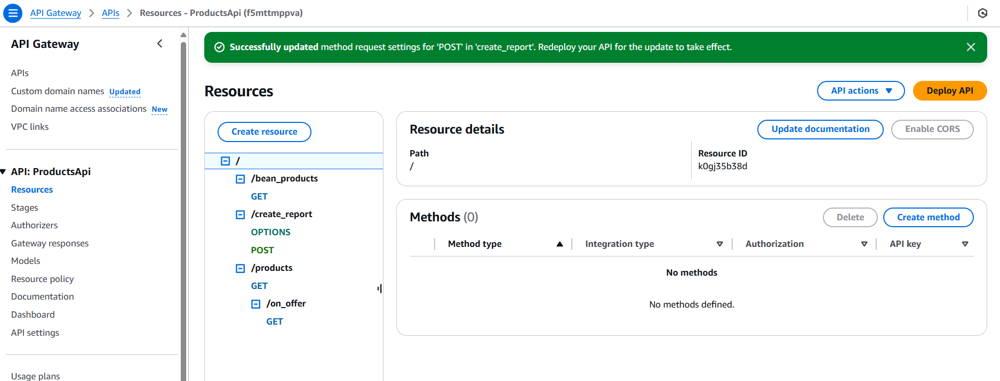 API Gateway > APIs > Resources - ProductsApi (f5mttmppva)
API Gateway
APIs
Custom domain names Updated
Domain name access associations New
VPC links
API: ProductsApi
Resources
Stages
Authorizers
Gateway responses
Models
Resource policy
Documentation
Dashboard
API settings
Usage plans
Successfully updated method request settings for 'POST' in 'create_report'. Redeploy your API for the update to take effect.
Resources
API actions
Deploy API
Create resource
/
/bean_products
GET
/create_report
OPTIONS
POST
/products
GET
/on_offer
GET
Resource details
Update documentation
Enable CORS
Path
/
Resource ID
k0gj35b38d
Methods (0)
Delete
Create method
Method type
Integration type
Authorization
API key
No methods
No methods defined.